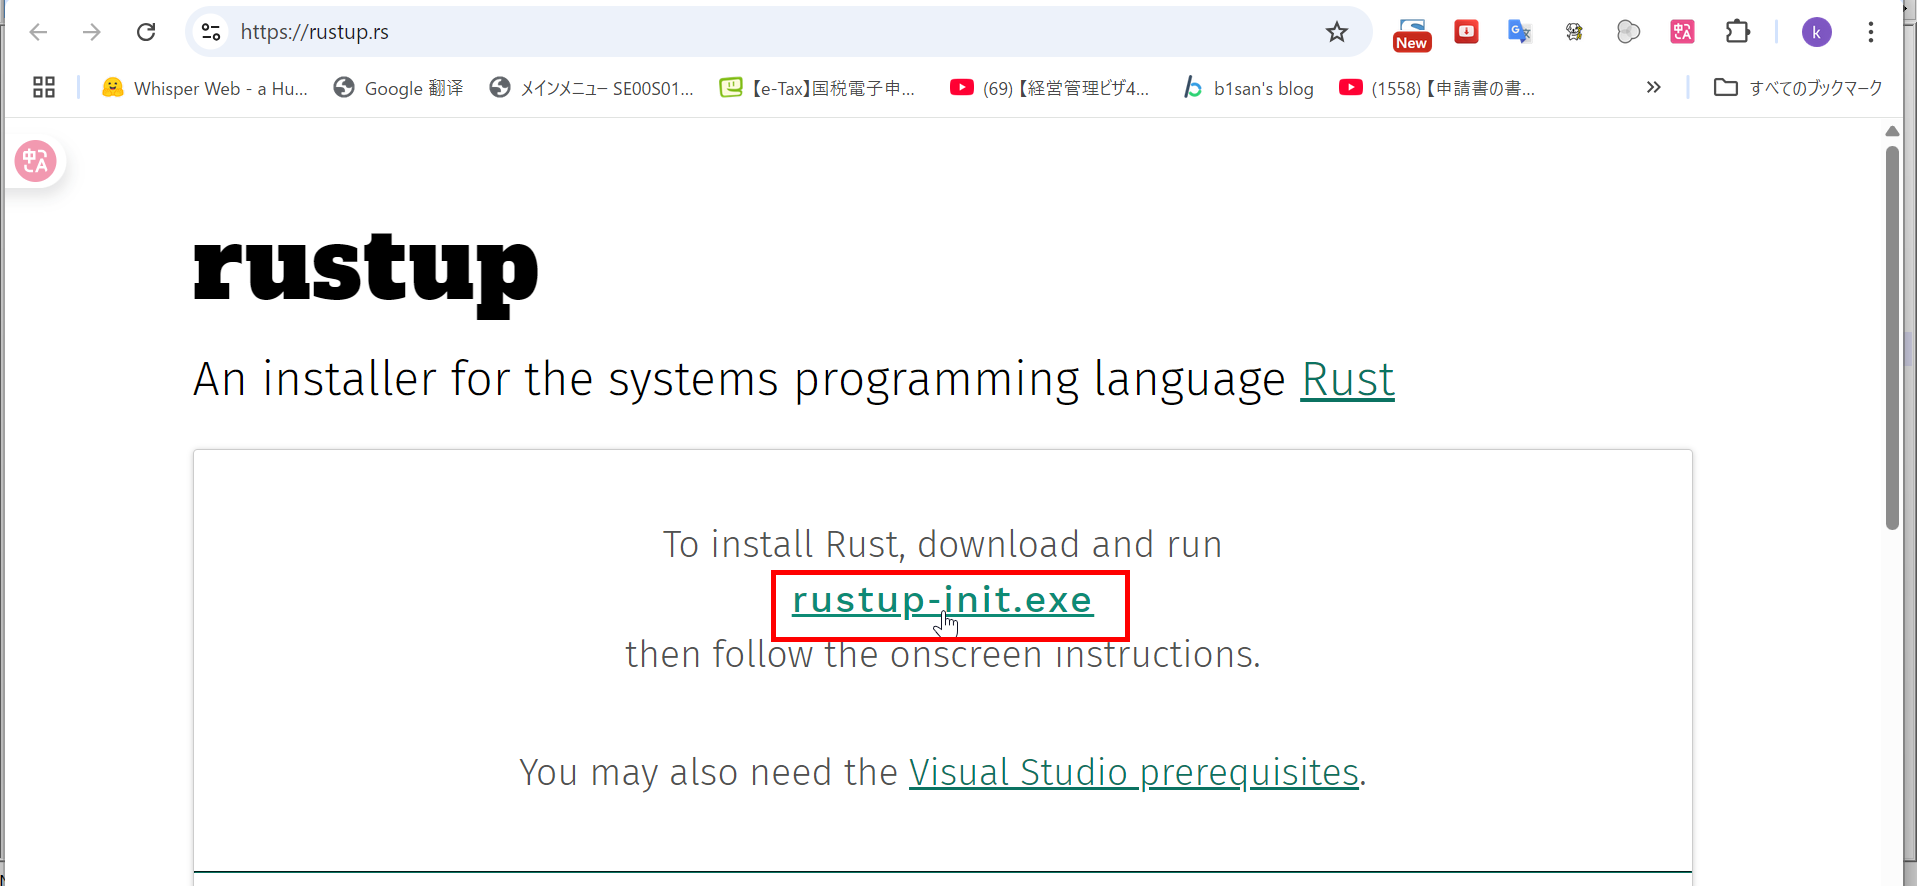 https://rustup.rs
New
k
Whisper Web - a Hu...
Google 翻译
メインメニュー SE00S01...
【e-Tax】国税電子申...
(69)【経営管理ビザ4...
b1san's blog
(1558)【申請書の書...
»
すべてのブックマーク
中A
rustup
An installer for the systems programming language Rust
To install Rust, download and run
rustup-init.exe
then follow the onscreen instructions.
You may also need the Visual Studio prerequisites.